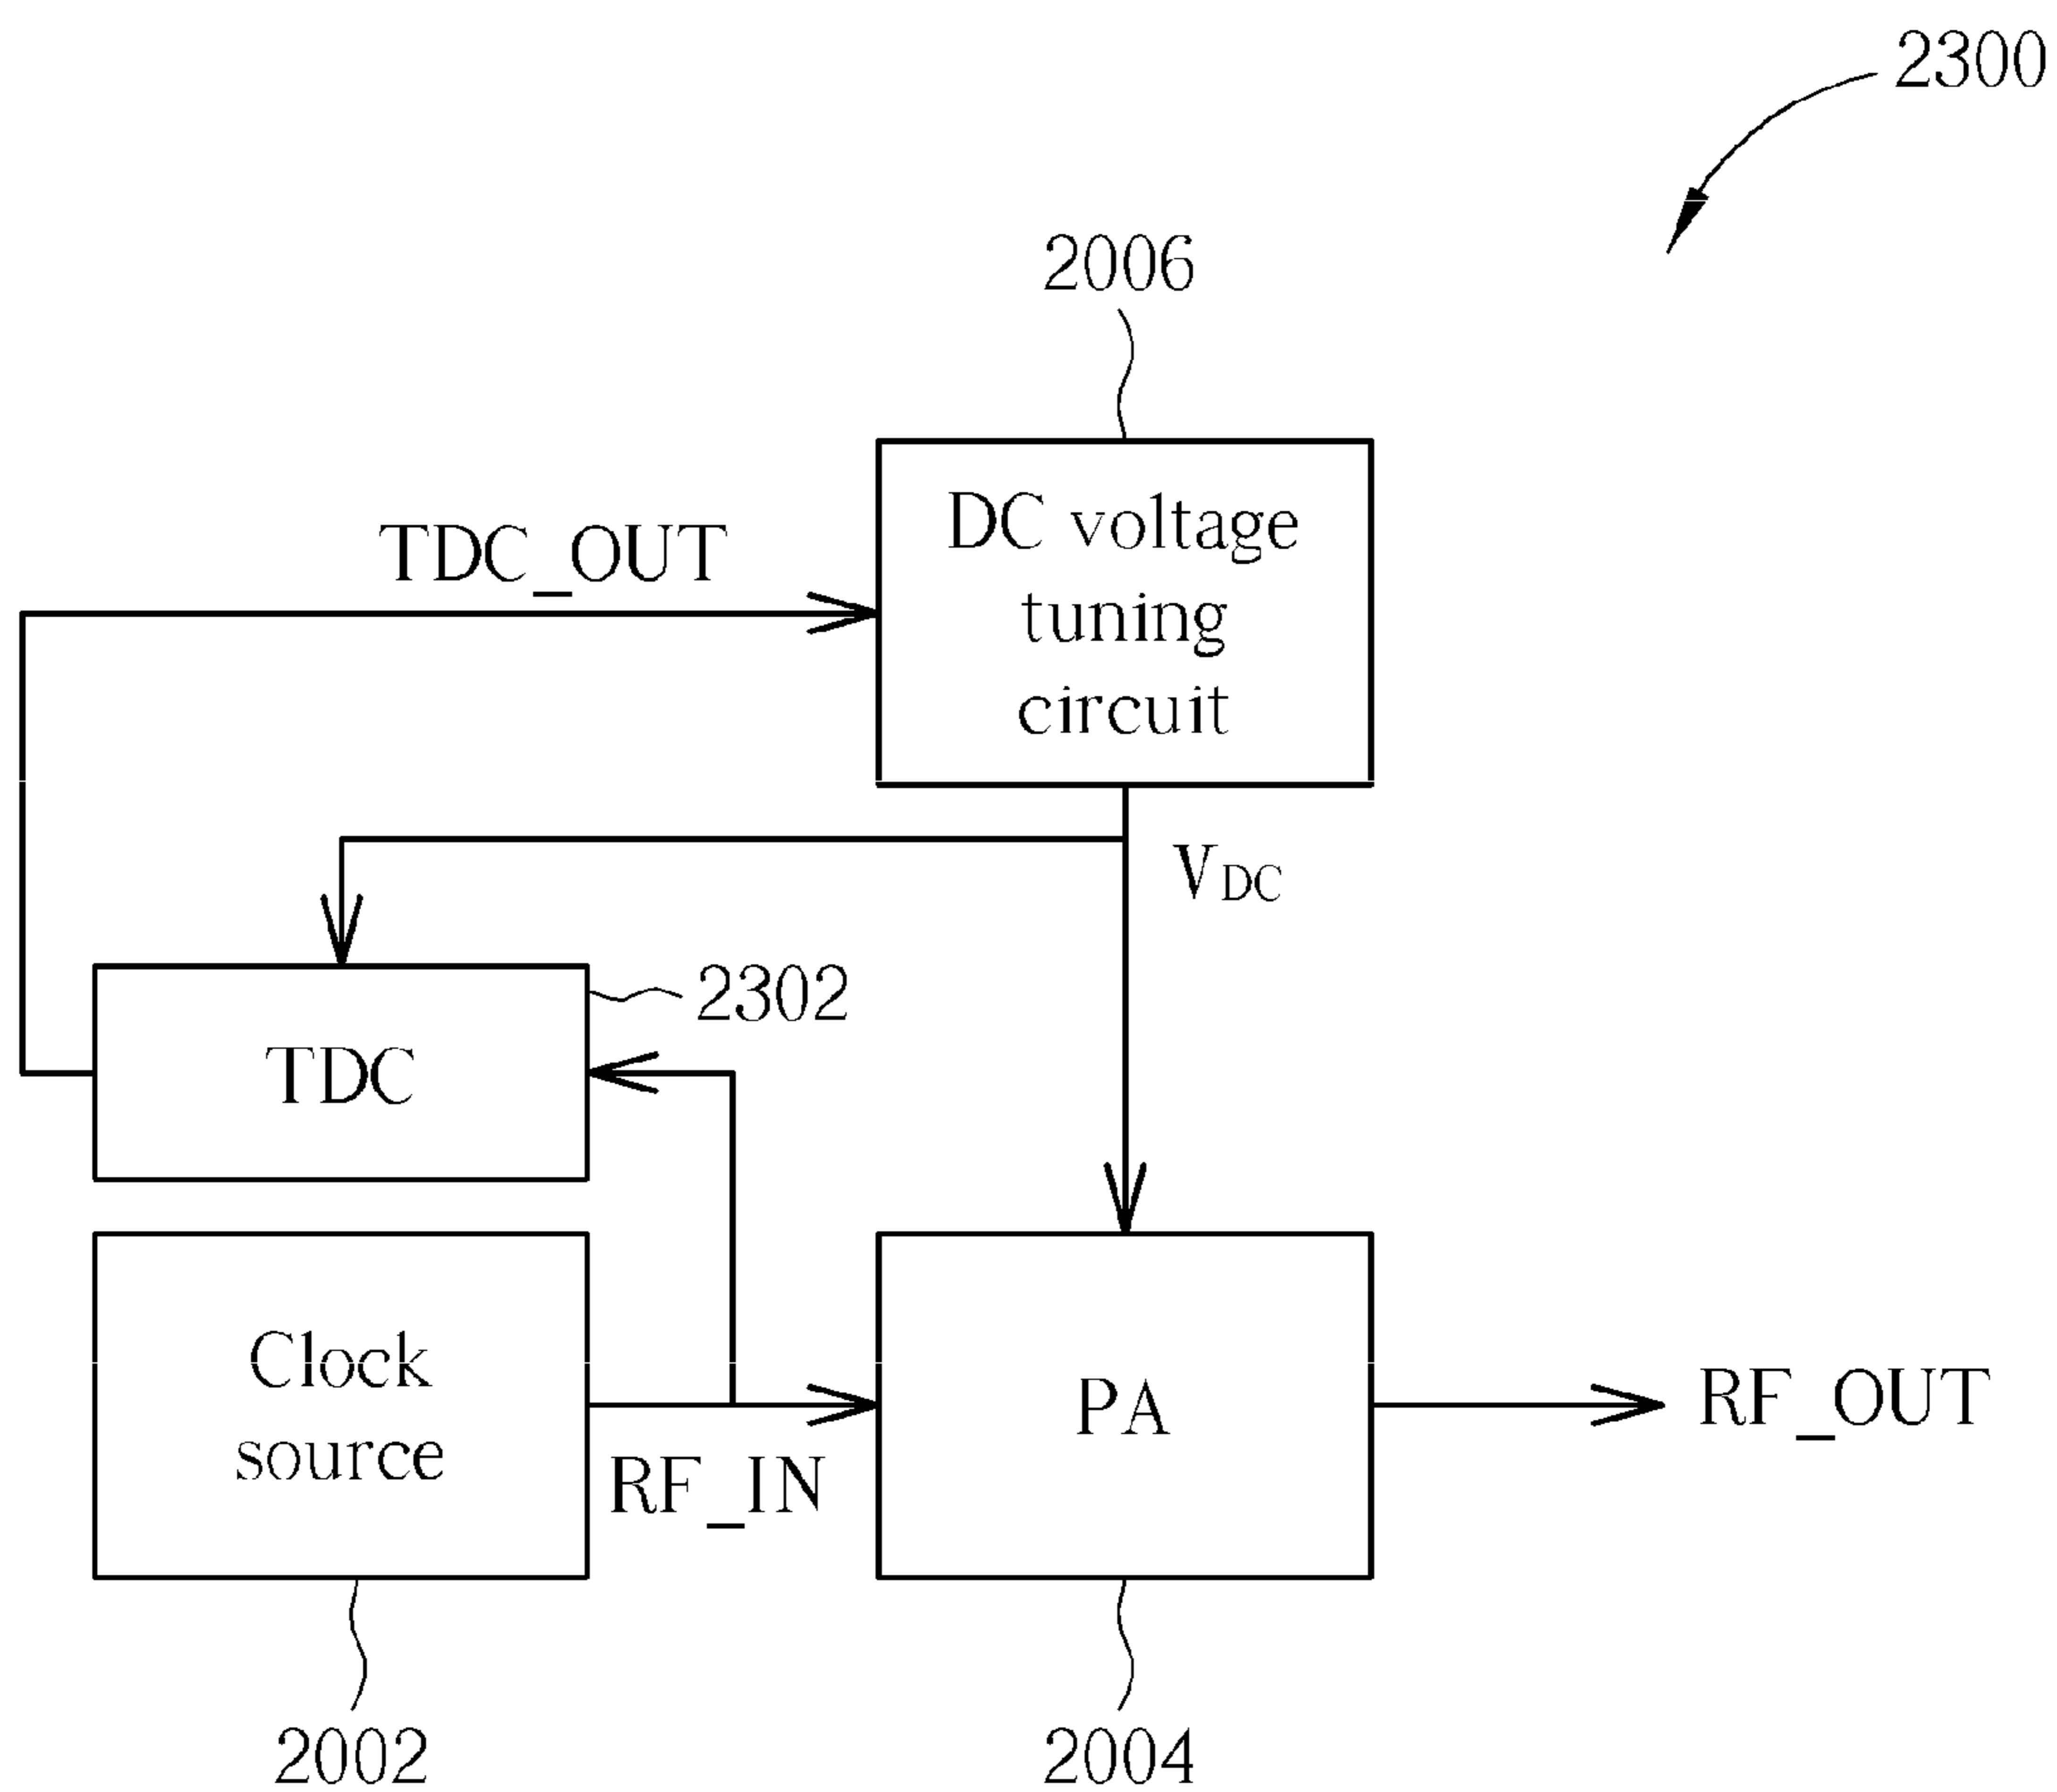 2300
2006
DC voltage
tuning
circuit
TDC_OUT
VDC
2302
TDC
Clock
source
RF_IN
PA
RF_OUT
2002
2004